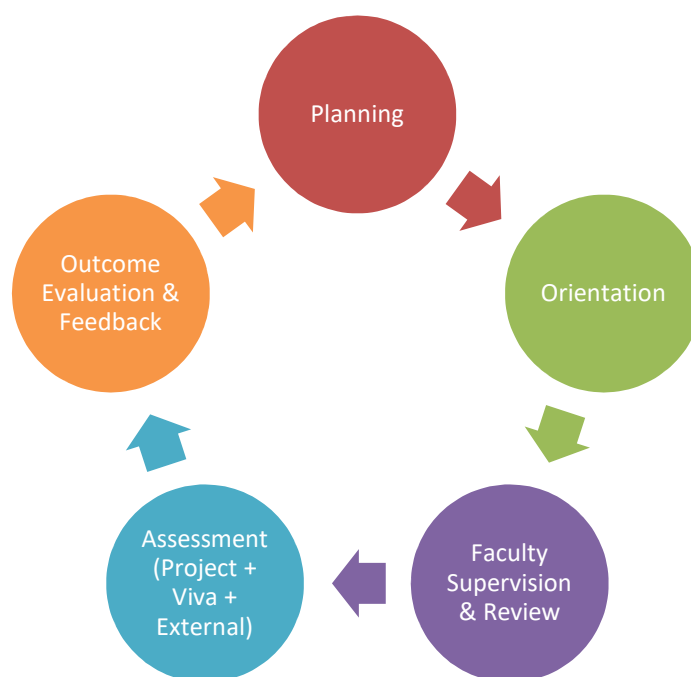 Planning
Orientation
Faculty
Supervision
& Review
Assessment
(Project +
Viva +
External)
Outcome
Evaluation &
Feedback